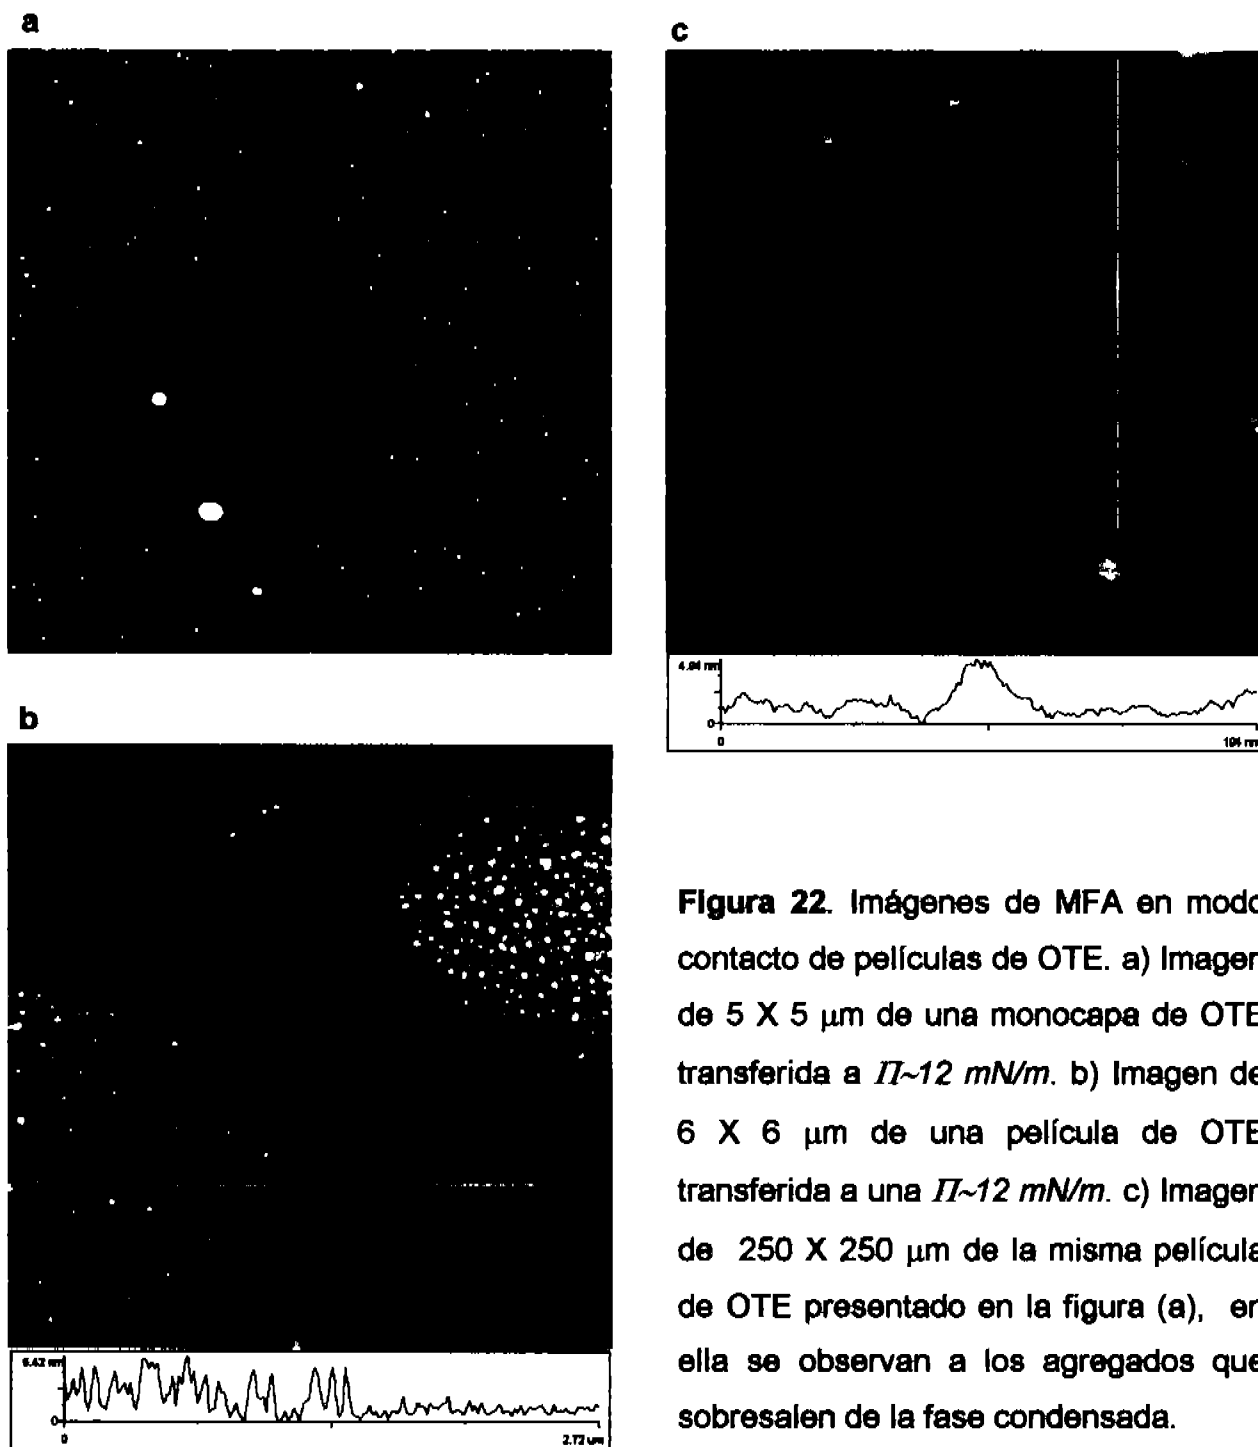 a
c
4.94 nm
0
0
194 nm
b
6.42 nm
0
0
2.72 um
Figura 22. Imágenes de MFA en modo
contacto de películas de OTE. a) Imagen
de 5 X 5 μm de una monocapa de OTE
transferida a Π~12 mN/m. b) Imagen de
6 X 6 μm de una película de OTE
transferida a una Π~12 mN/m. c) Imagen
de 250 X 250 μm de la misma película
de OTE presentado en la figura (a), en
ella se observan a los agregados que
sobresalen de la fase condensada.